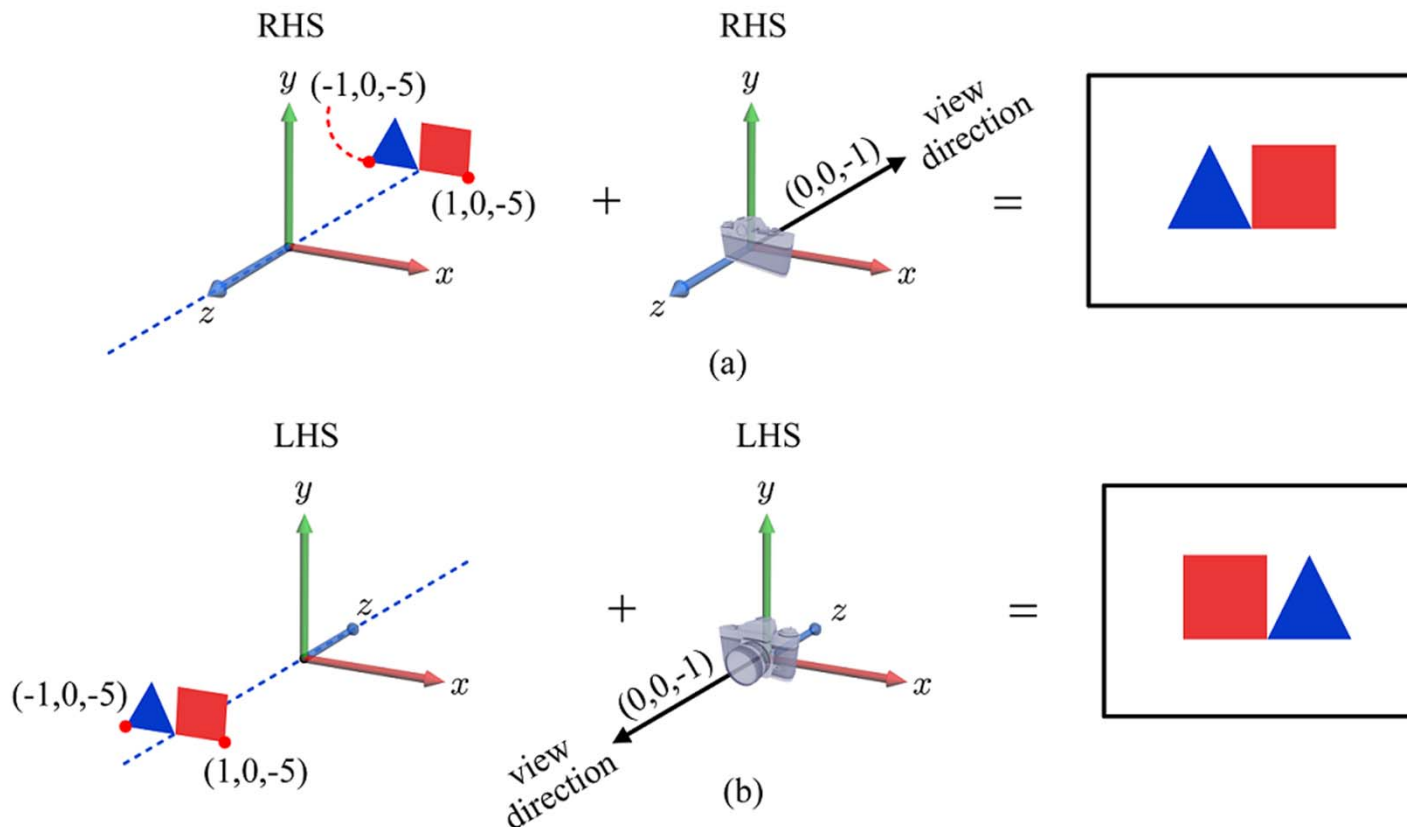 RHS
RHS
y
(-1,0,-5)
y
view
direction
(0,0,-1)
(1,0,-5)
+
=
x
x
z
z
(a)
LHS
LHS
y
y
z
+
z
=
(-1,0,-5)
x
(0,0,-1)
x
(1,0,-5)
view
direction
(b)